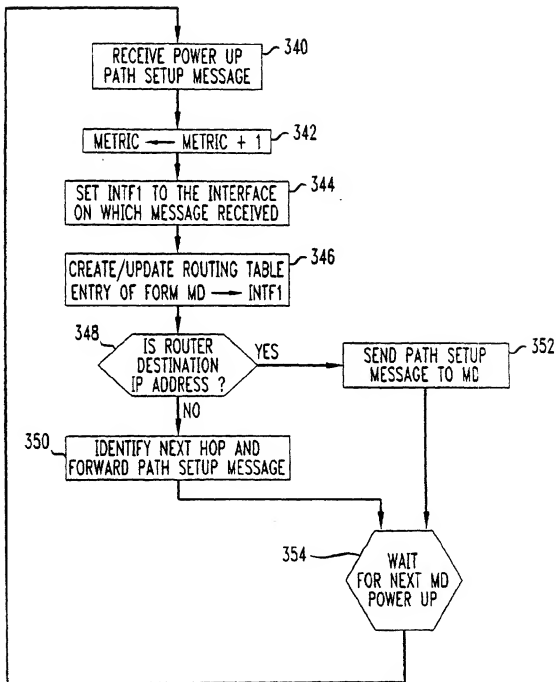 RECEIVE POWER UP
PATH SETUP MESSAGE
340
METRIC ← METRIC + 1
342
SET INTF1 TO THE INTERFACE
ON WHICH MESSAGE RECEIVED
344
CREATE/UPDATE ROUTING TABLE
ENTRY OF FORM MD → INTF1
346
348
IS ROUTER
DESTINATION
IP ADDRESS ?
YES
352
SEND PATH SETUP
MESSAGE TO MD
NO
350
IDENTIFY NEXT HOP AND
FORWARD PATH SETUP MESSAGE
354
WAIT
FOR NEXT MD
POWER UP